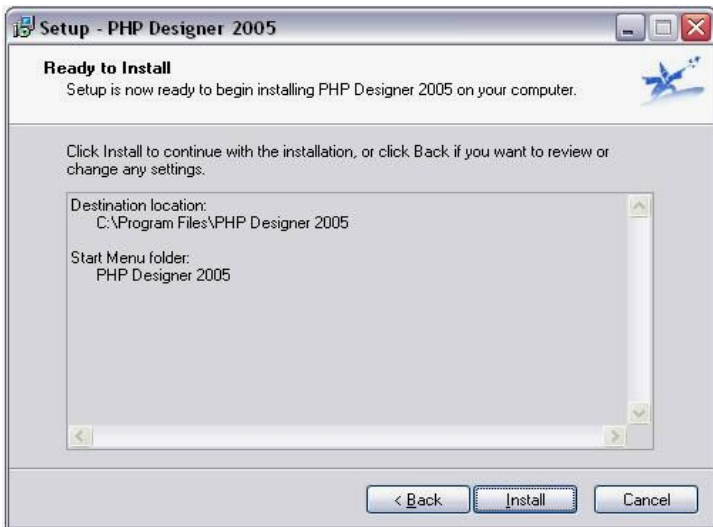 Setup - PHP Designer 2005
Ready to Install
Setup is now ready to begin installing PHP Designer 2005 on your computer.
Click Install to continue with the installation, or click Back if you want to review or
change any settings.
Destination location:
C:\Program Files\PHP Designer 2005
Start Menu folder:
PHP Designer 2005
< Back
Install
Cancel